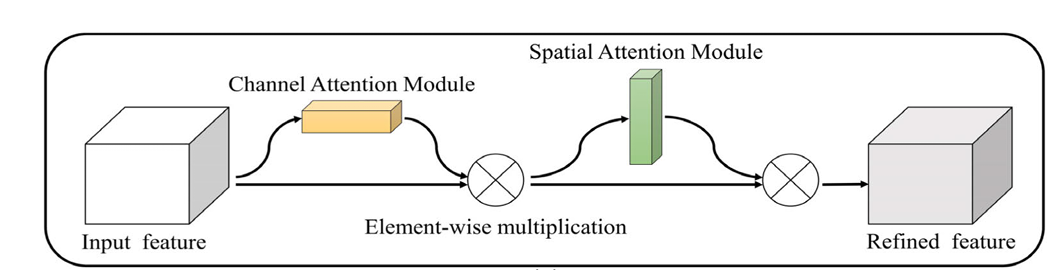 Spatial Attention Module
Channel Attention Module
Element-wise multiplication
Input feature
Refined feature